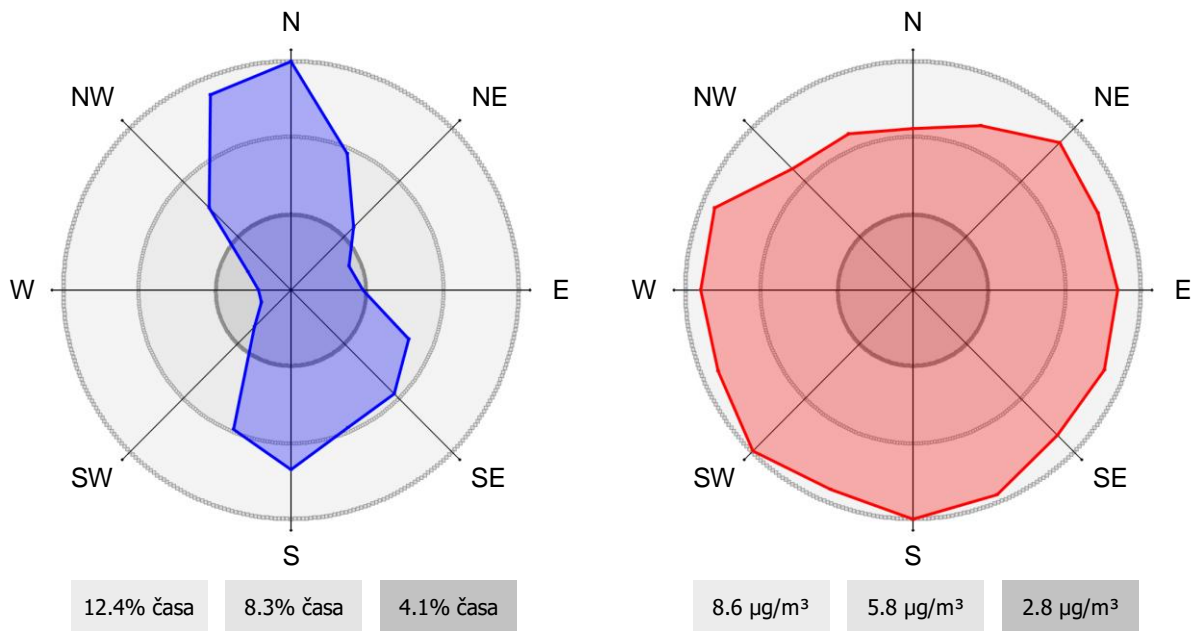 N
N
NW
NE
NW
NE
W
E
W
E
SW
SE
SW
SE
S
S
12.4% časa
8.3% časa
4.1% časa
8.6 µg/m³
5.8 µg/m³
2.8 µg/m³